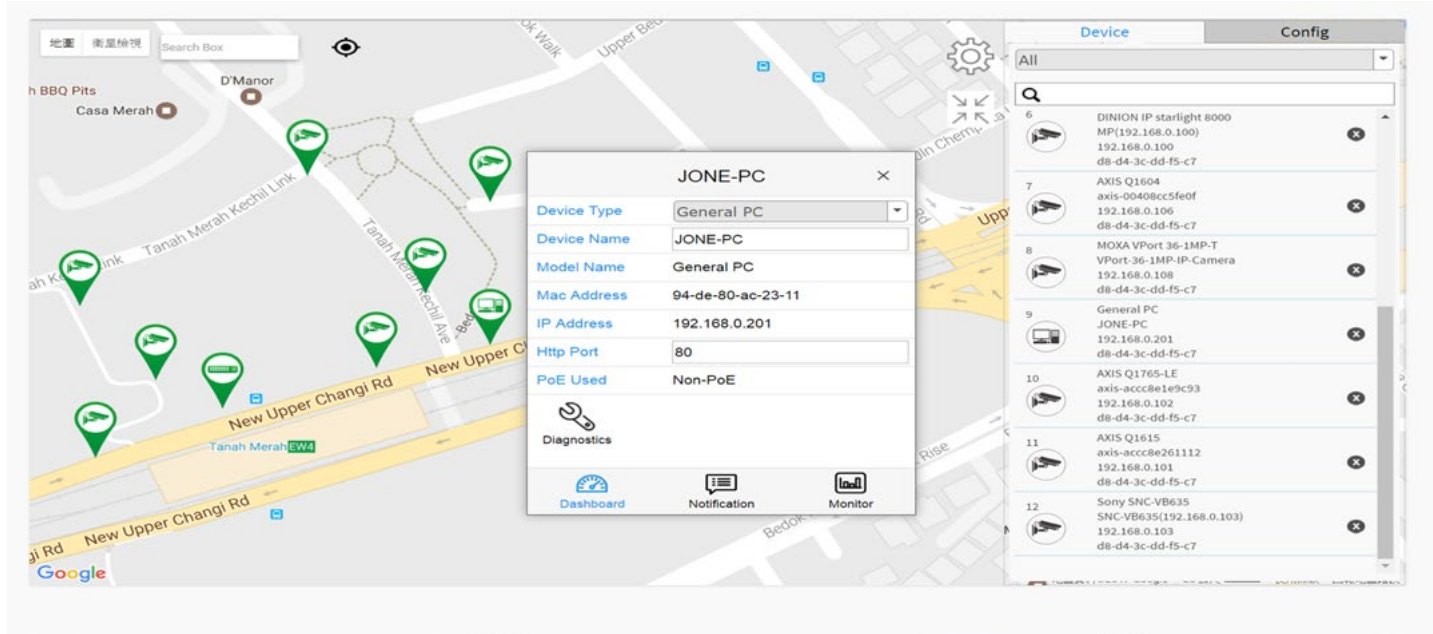 地圖 衛星檢視
Search Box
D'Manor
BBQ Pits
Casa Merah
Upper
Tanah Merah Kechil Link
Tanah Merah Kechil Ave
New Upper Changi Rd
New Upper
Tanah Merah EW4
New Upper Changi Rd
Rise
Google
JONE-PC ×
Device Type General PC
Device Name JONE-PC
Model Name General PC
Mac Address 94-de-80-ac-23-11
IP Address 192.168.0.201
Http Port 80
PoE Used Non-PoE
Diagnostics
Dashboard Notification Monitor
Device Config
All
6 DINION IP starlight 8000
MP(192.168.0.100)
192.168.0.100
d8-d4-3c-dd-f5-c7
7 AXIS Q1604
axis-00408cc5fe0f
192.168.0.106
d8-d4-3c-dd-f5-c7
8 MOXA VPort 36-1MP-T
VPort-36-1MP-IP-Camera
192.168.0.108
d8-d4-3c-dd-f5-c7
9 General PC
JONE-PC
192.168.0.201
d8-d4-3c-dd-f5-c7
10 AXIS Q1765-LE
axis-accc8e1e9c93
192.168.0.102
d8-d4-3c-dd-f5-c7
11 AXIS Q1615
axis-accc8e261112
192.168.0.101
d8-d4-3c-dd-f5-c7
12 Sony SNC-VB635
SNC-VB635(192.168.0.103)
192.168.0.103
d8-d4-3c-dd-f5-c7